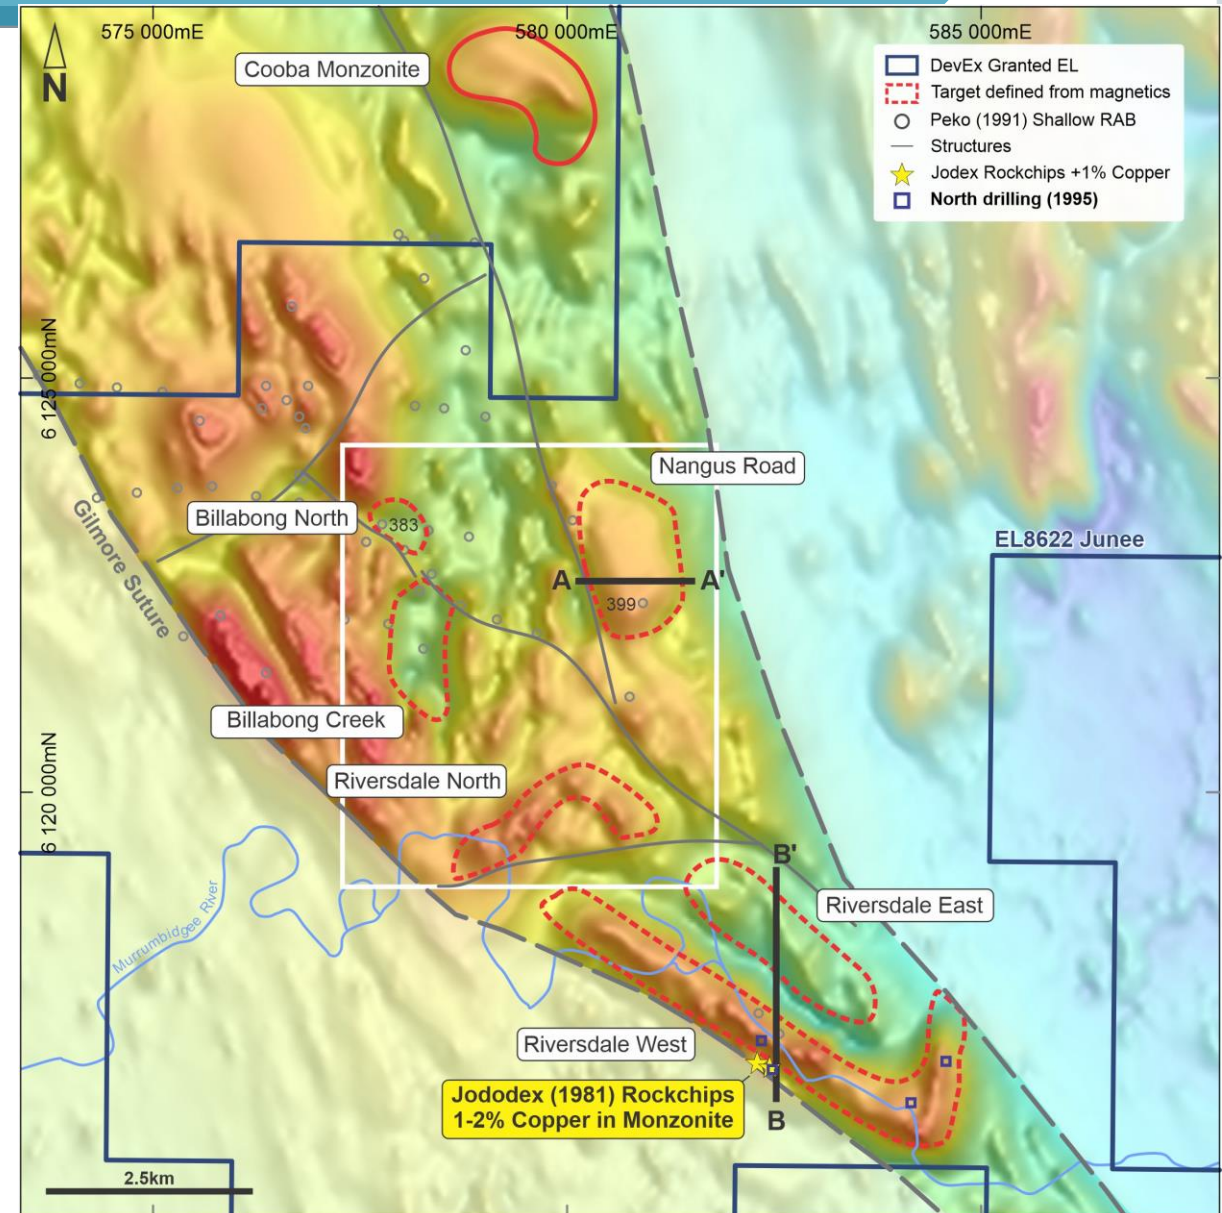 575 000mE
580 000mE
585 000mE
N
Cooba Monzonite
DevEx Granted EL
Target defined from magnetics
Peko (1991) Shallow RAB
Structures
Jodex Rockchips +1% Copper
North drilling (1995)
6 125 000mN
Nangus Road
Billabong North
383
Gilmore Suture
EL8622 Junee
A
A'
399
Billabong Creek
Riversdale North
6 120 000mN
B'
Riversdale East
Murrumbidgee River
Riversdale West
Jododex (1981) Rockchips
1-2% Copper in Monzonite
B
2.5km